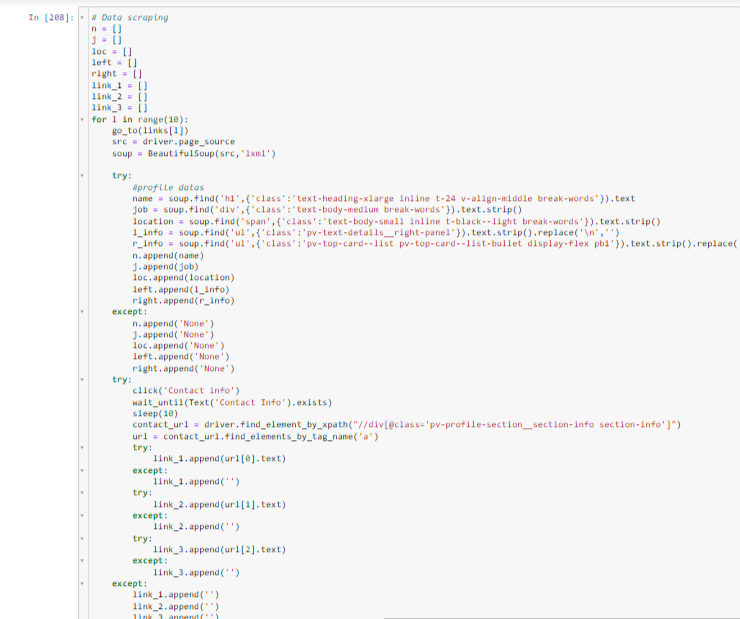 In [208]:
# Data scraping
n = []
j = []
loc = []
left = []
right = []
link_1 = []
link_2 = []
link_3 = []
for l in range(10):
    go_to(links[l])
    src = driver.page_source
    soup = BeautifulSoup(src,'lxml')
    try:
        #profile datas
        name = soup.find('h1',{'class':'text-heading-xlarge inline t-24 v-align-middle break-words'}).text
        job = soup.find('div',{'class':'text-body-medium break-words'}).text.strip()
        location = soup.find('span',{'class':'text-body-small inline t-black--light break-words'}).text.strip()
        l_info = soup.find('ul',{'class':'pv-text-details__right-panel'}).text.strip().replace('\n','')
        r_info = soup.find('ul',{'class':'pv-top-card--list pv-top-card--list-bullet display-flex pb1'}).text.strip().replace(
        n.append(name)
        j.append(job)
        loc.append(location)
        left.append(l_info)
        right.append(r_info)
    except:
        n.append('None')
        j.append('None')
        loc.append('None')
        left.append('None')
        right.append('None')
    try:
        click('Contact info')
        wait_until(Text('Contact Info').exists)
        sleep(10)
        contact_url = driver.find_element_by_xpath("//div[@class='pv-profile-section__section-info section-info']")
        url = contact_url.find_elements_by_tag_name('a')
        try:
            link_1.append(url[0].text)
        except:
            link_1.append('')
        try:
            link_2.append(url[1].text)
        except:
            link_2.append('')
        try:
            link_3.append(url[2].text)
        except:
            link_3.append('')
    except:
        link_1.append('')
        link_2.append('')
        link_3.append('')